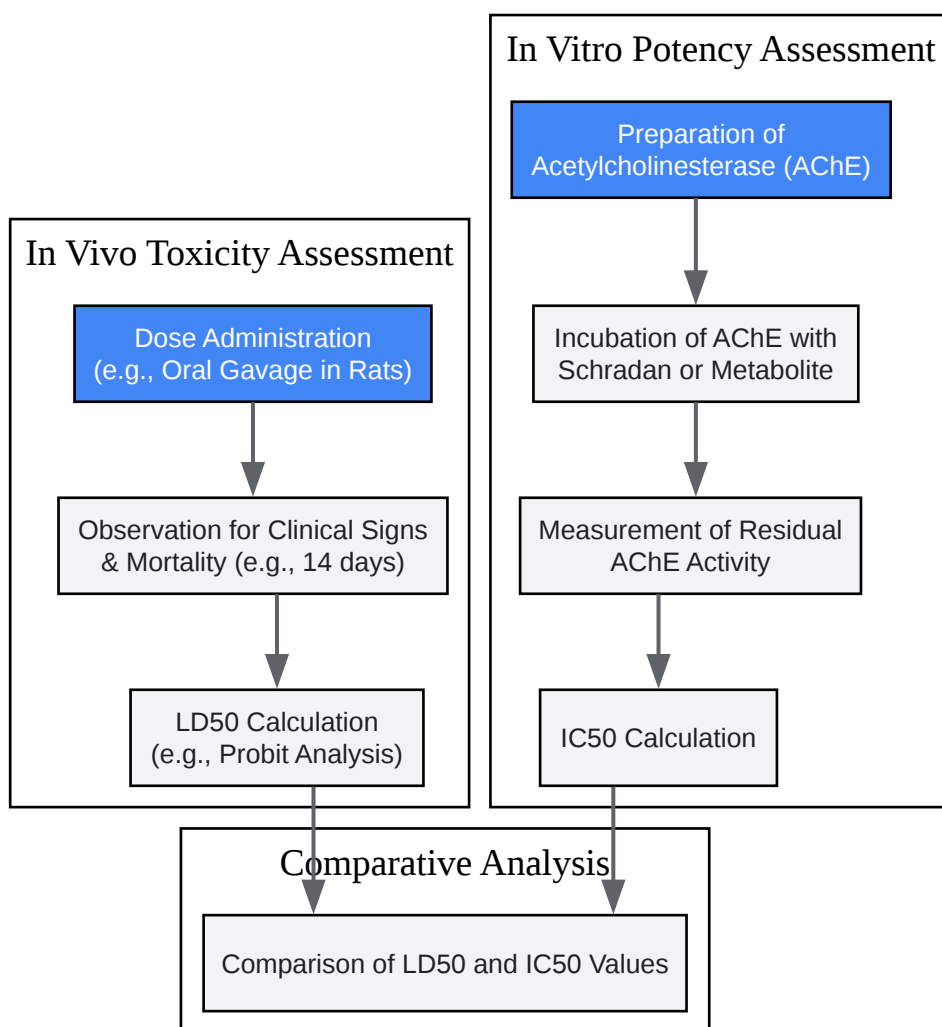 In Vivo Toxicity Assessment
Dose Administration
(e.g., Oral Gavage in Rats)
Observation for Clinical Signs
& Mortality (e.g., 14 days)
LD50 Calculation
(e.g., Probit Analysis)
In Vitro Potency Assessment
Preparation of
Acetylcholinesterase (AChE)
Incubation of AChE with
Schradan or Metabolite
Measurement of Residual
AChE Activity
IC50 Calculation
Comparative Analysis
Comparison of LD50 and IC50 Values